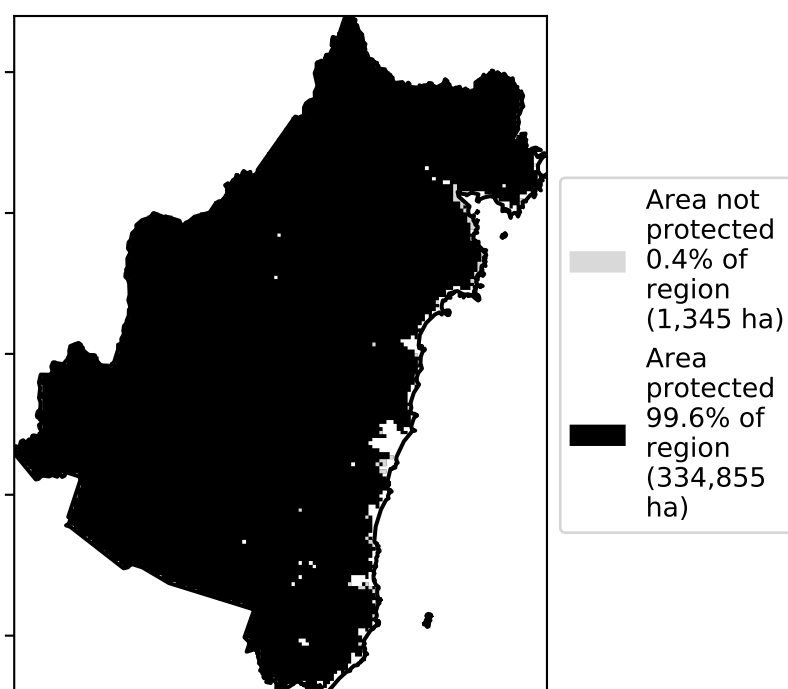 Area not
protected
0.4% of
region
(1,345 ha)
Area
protected
99.6% of
region
(334,855
ha)